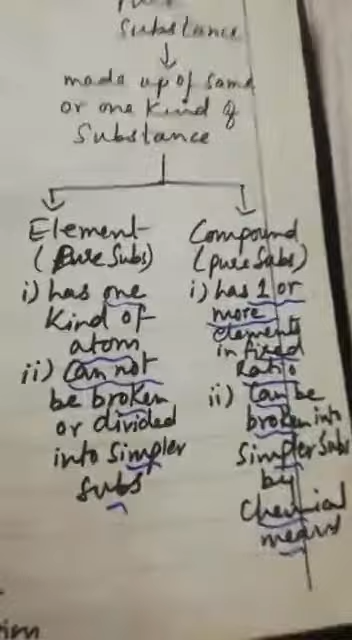 Pure
Substance
made up of same
or one kind of
Substance
Element
(Pure Subs)
i) has one
kind of
atom
ii) Can not
be broken
or divided
into simpler
subs
Compound
(pure Subs)
i) has 1 or
more
elements
in fixed
Ratio
ii) Can be
broken into
Simpler Subs
by
Chemical
means